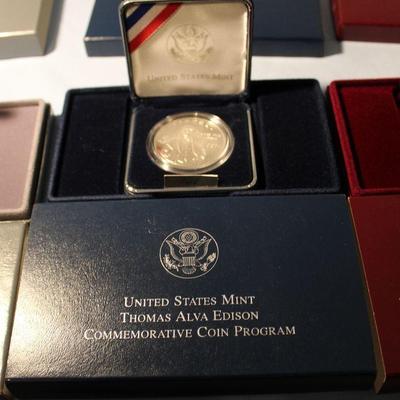 United States Mint
United States Mint
Thomas Alva Edison
Commemorative Coin Program